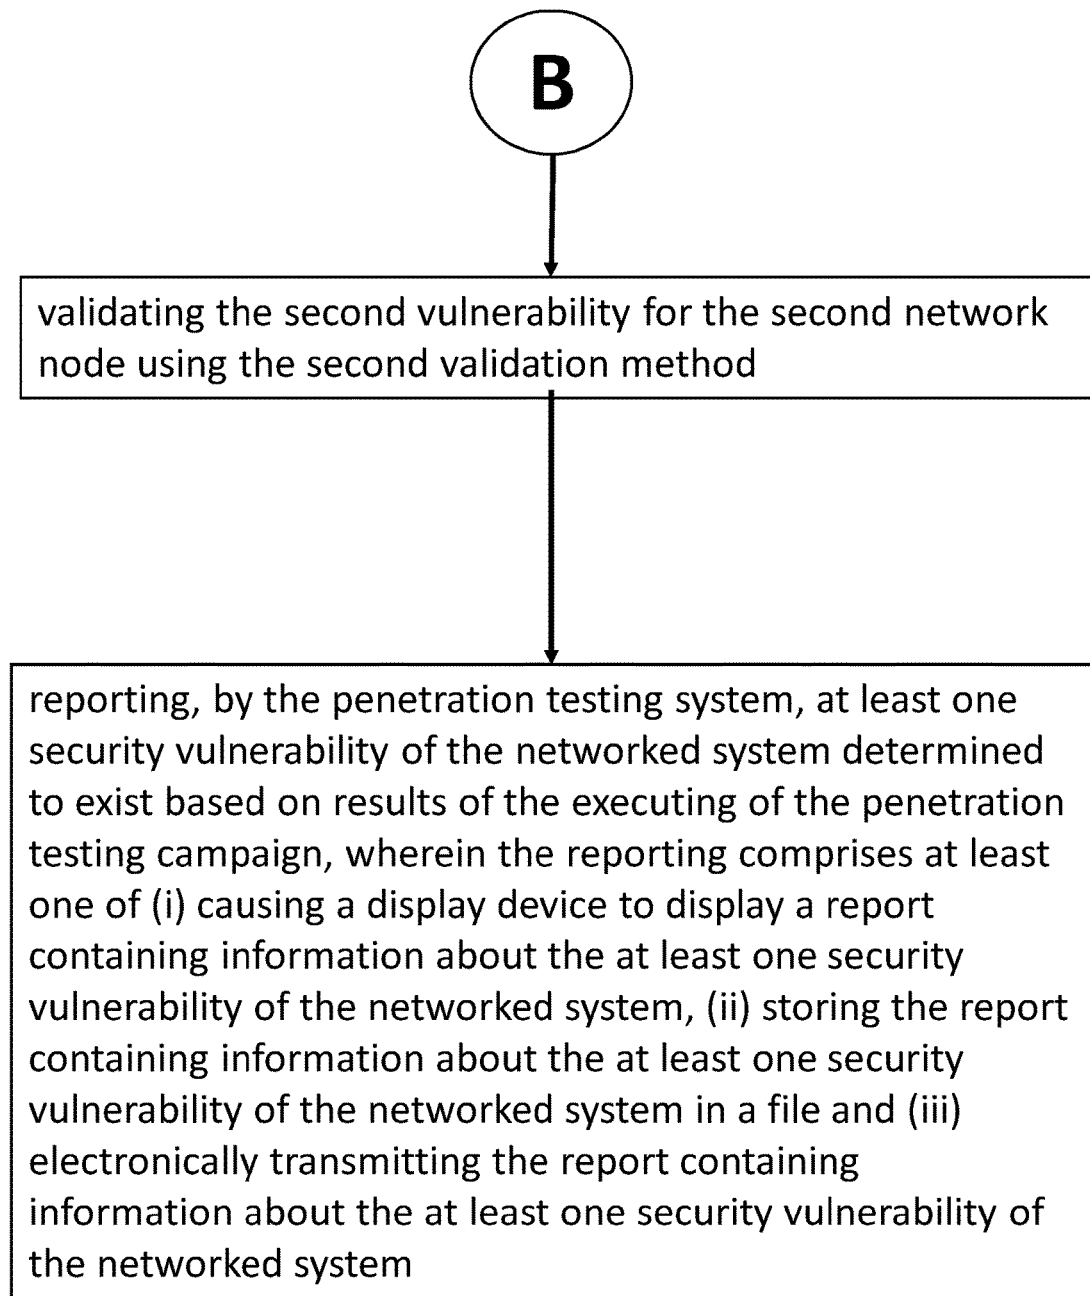 B
validating the second vulnerability for the second network
node using the second validation method
reporting, by the penetration testing system, at least one
security vulnerability of the networked system determined
to exist based on results of the executing of the penetration
testing campaign, wherein the reporting comprises at least
one of (i) causing a display device to display a report
containing information about the at least one security
vulnerability of the networked system, (ii) storing the report
containing information about the at least one security
vulnerability of the networked system in a file and (iii)
electronically transmitting the report containing
information about the at least one security vulnerability of
the networked system